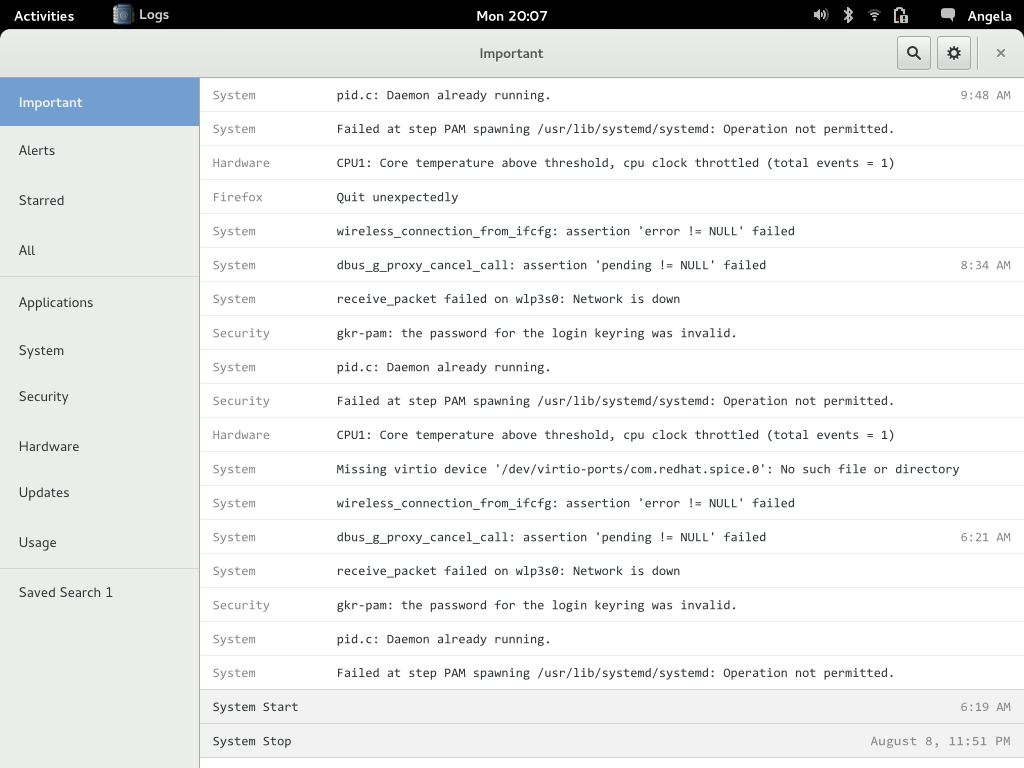 Activities Logs Mon 20:07 Angela
Important
Important
Alerts
Starred
All
Applications
System
Security
Hardware
Updates
Usage
Saved Search 1
System pid.c: Daemon already running. 9:48 AM
System Failed at step PAM spawning /usr/lib/systemd/systemd: Operation not permitted.
Hardware CPU1: Core temperature above threshold, cpu clock throttled (total events = 1)
Firefox Quit unexpectedly
System wireless_connection_from_ifcfg: assertion 'error != NULL' failed
System dbus_g_proxy_cancel_call: assertion 'pending != NULL' failed 8:34 AM
System receive_packet failed on wlp3s0: Network is down
Security gkr-pam: the password for the login keyring was invalid.
System pid.c: Daemon already running.
Security Failed at step PAM spawning /usr/lib/systemd/systemd: Operation not permitted.
Hardware CPU1: Core temperature above threshold, cpu clock throttled (total events = 1)
System Missing virtio device '/dev/virtio-ports/com.redhat.spice.0': No such file or directory
System wireless_connection_from_ifcfg: assertion 'error != NULL' failed
System dbus_g_proxy_cancel_call: assertion 'pending != NULL' failed 6:21 AM
System receive_packet failed on wlp3s0: Network is down
Security gkr-pam: the password for the login keyring was invalid.
System pid.c: Daemon already running.
System Failed at step PAM spawning /usr/lib/systemd/systemd: Operation not permitted.
System Start 6:19 AM
System Stop August 8, 11:51 PM